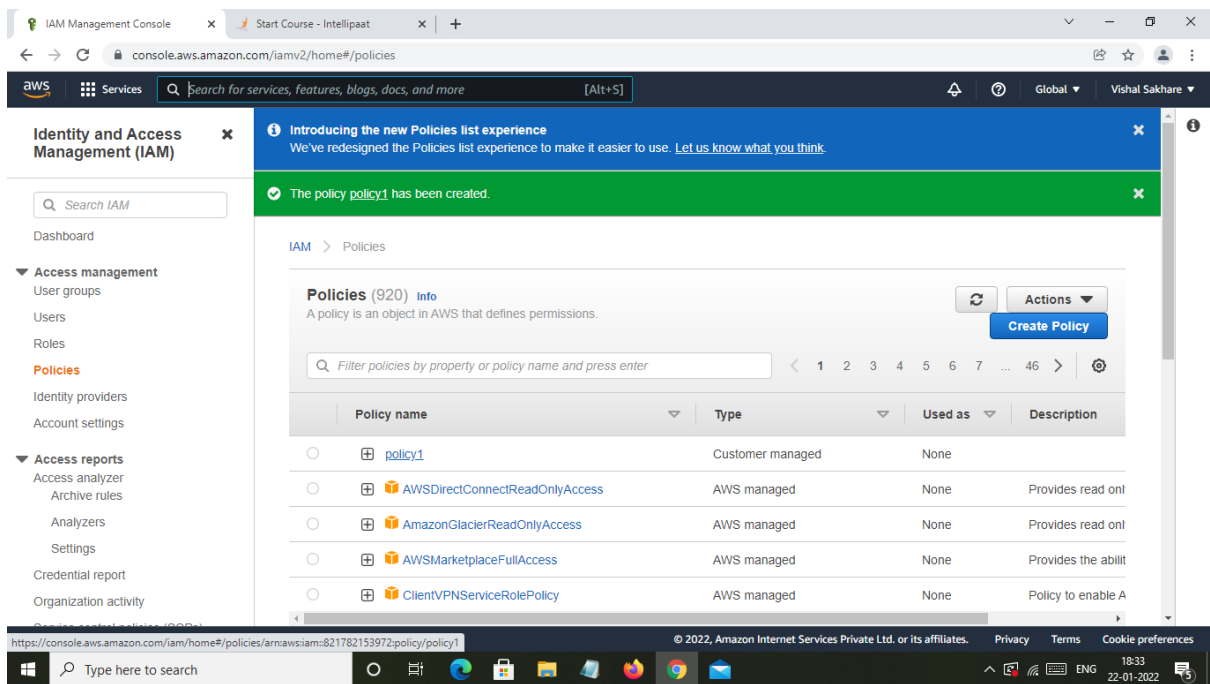 IAM Management Console
Start Course - Intellipaat
console.aws.amazon.com/iamv2/home#/policies
aws
Services
Search for services, features, blogs, docs, and more
[Alt+S]
Global
Vishal Sakhare
Identity and Access
Management (IAM)
Search IAM
Dashboard
Access management
User groups
Users
Roles
Policies
Identity providers
Account settings
Access reports
Access analyzer
Archive rules
Analyzers
Settings
Credential report
Organization activity
Service control policies (SCPs)
Introducing the new Policies list experience
We've redesigned the Policies list experience to make it easier to use. Let us know what you think.
The policy policy1 has been created.
IAM > Policies
Policies (920) Info
A policy is an object in AWS that defines permissions.
Actions
Create Policy
Filter policies by property or policy name and press enter
< 1 2 3 4 5 6 7 ... 46 >
Policy name Type Used as Description
policy1 Customer managed None
AWSDirectConnectReadOnlyAccess AWS managed None Provides read onl
AmazonGlacierReadOnlyAccess AWS managed None Provides read onl
AWSMarketplaceFullAccess AWS managed None Provides the abilit
ClientVPNServiceRolePolicy AWS managed None Policy to enable A
https://console.aws.amazon.com/iam/home#/policies/arn:aws:iam::821782153972:policy/policy1
© 2022, Amazon Internet Services Private Ltd. or its affiliates. Privacy Terms Cookie preferences
Type here to search
ENG
18:33
22-01-2022
5